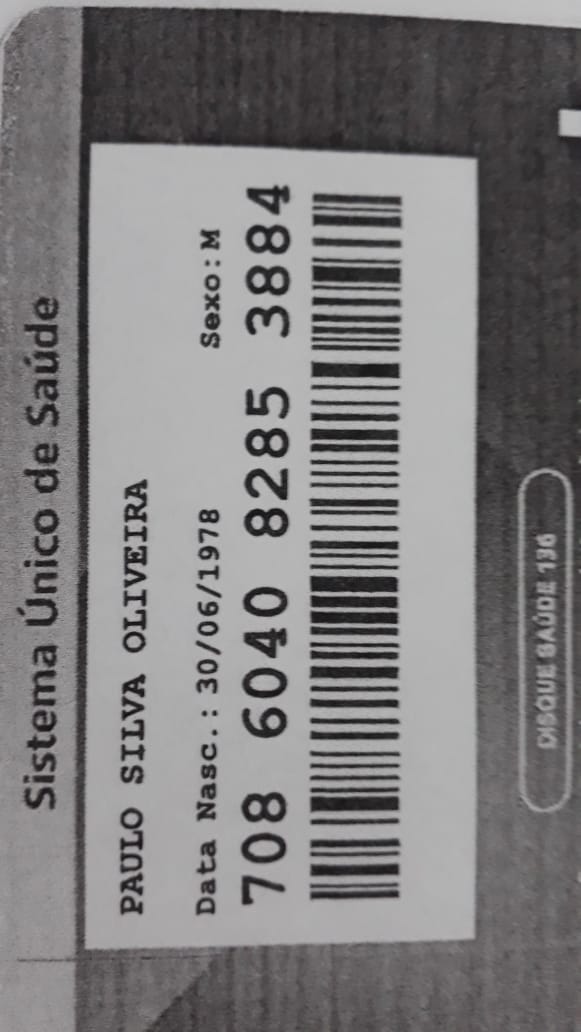 Sistema Único de Saúde
PAULO SILVA OLIVEIRA
Data Nasc.: 30/06/1978 Sexo: M
708 6040 8285 3884
DISQUE SAÚDE 136